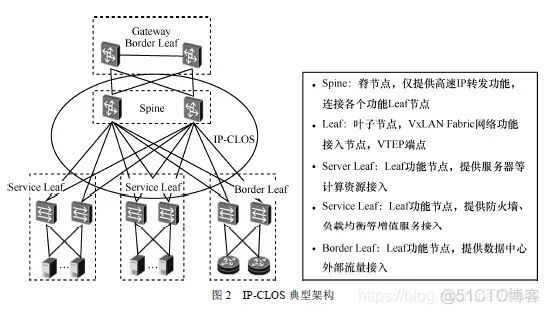 Gateway
Border Leaf
Spine
IP-CLOS
Service Leaf
Service Leaf
Border Leaf
• Spine：脊节点，仅提供高速IP转发功能，
连接各个功能Leaf节点
• Leaf：叶子节点，VxLAN Fabric网络功能
接入节点，VTEP端点
• Server Leaf：Leaf功能节点，提供服务器等
计算资源接入
• Service Leaf：Leaf功能节点，提供防火墙、
负载均衡等增值服务接入
• Border Leaf：Leaf功能节点，提供数据中心
外部流量接入
图 2 IP-CLOS 典型架构
https://blog.
@51CTO博客